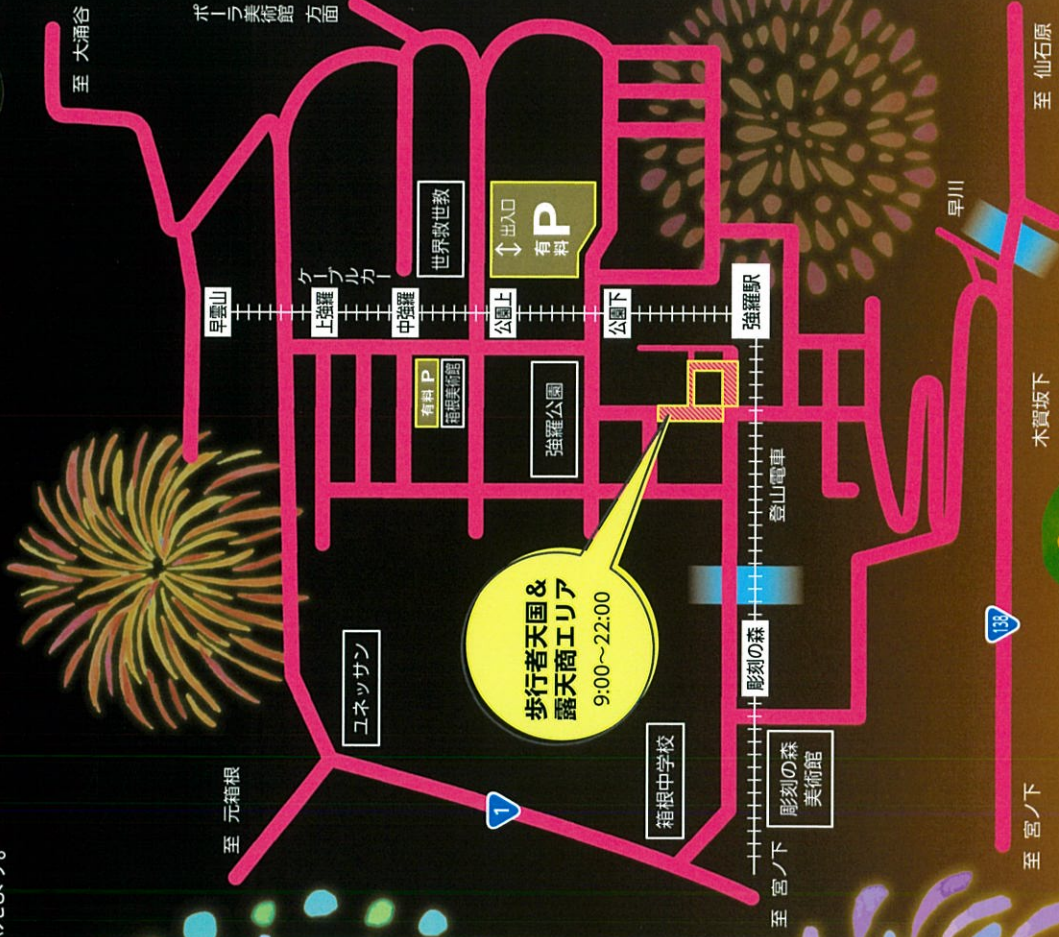 至 大涌谷
ポーラ美術館 方面
早雲山
ケーブルカー
上強羅
中強羅
世界救世教
↕出入口
有料
P
公園上
公園下
有料 P
箱根美術館
強羅公園
強羅駅
早川
至 仙石原
登山電車
木賀坂下
歩行者天国&
露天商エリア
9:00～22:00
ユネッサン
彫刻の森
138
至 元箱根
1
箱根中学校
彫刻の森
美術館
至 宮ノ下
至 宮ノ下